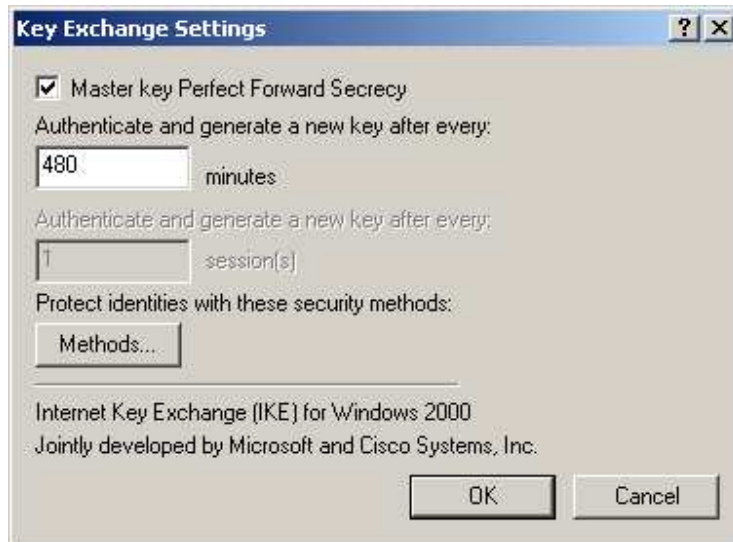 Key Exchange Settings
Master key Perfect Forward Secrecy
Authenticate and generate a new key after every:
480
minutes
Authenticate and generate a new key after every:
1
session(s)
Protect identities with these security methods:
Methods...
Internet Key Exchange (IKE) for Windows 2000
Jointly developed by Microsoft and Cisco Systems, Inc.
OK Cancel